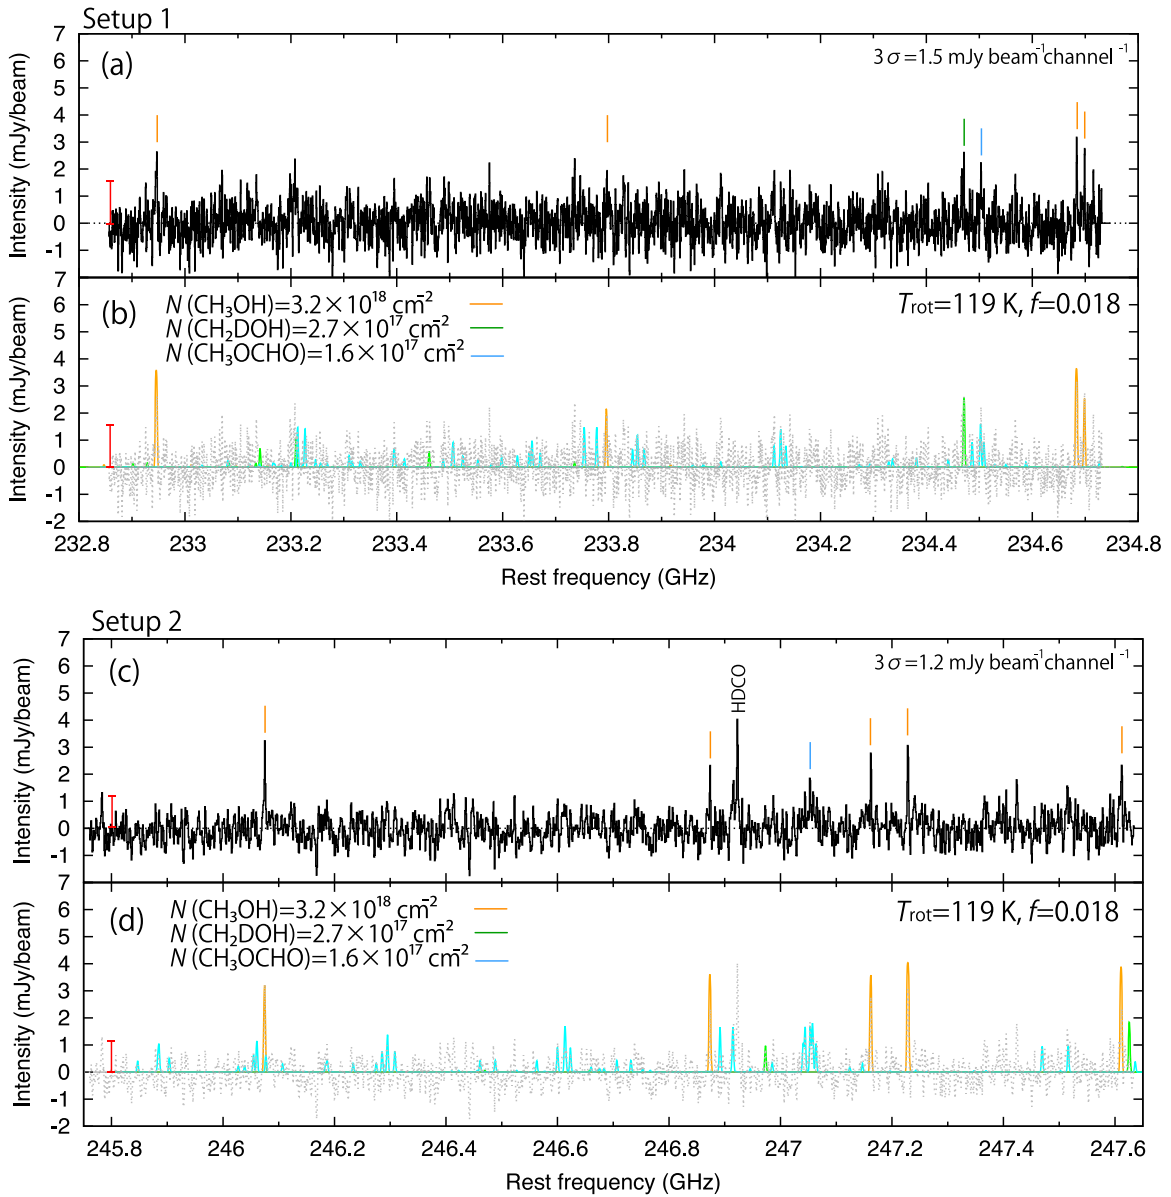 Setup 1
(a)
3 σ=1.5 mJy beam⁻¹channel ⁻¹
Intensity (mJy/beam)
7
6
5
4
3
2
1
0
-1
(b)
N (CH₃OH)=3.2×10¹⁸ cm⁻²
N (CH₂DOH)=2.7×10¹⁷ cm⁻²
N (CH₃OCHO)=1.6×10¹⁷ cm⁻²
Trot=119 K, f=0.018
Intensity (mJy/beam)
7
6
5
4
3
2
1
0
-1
-2
232.8 233 233.2 233.4 233.6 233.8 234 234.2 234.4 234.6 234.8
Rest frequency (GHz)
Setup 2
(c)
3 σ=1.2 mJy beam⁻¹channel ⁻¹
HDCO
Intensity (mJy/beam)
7
6
5
4
3
2
1
0
-1
(d)
N (CH₃OH)=3.2×10¹⁸ cm⁻²
N (CH₂DOH)=2.7×10¹⁷ cm⁻²
N (CH₃OCHO)=1.6×10¹⁷ cm⁻²
Trot=119 K, f=0.018
Intensity (mJy/beam)
7
6
5
4
3
2
1
0
-1
-2
245.8 246 246.2 246.4 246.6 246.8 247 247.2 247.4 247.6
Rest frequency (GHz)